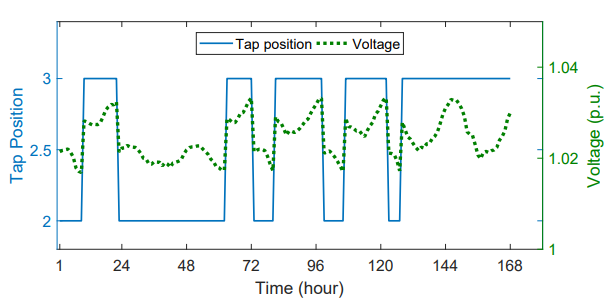 Tap position Voltage
Tap Position
3
2.5
2
1.04
1.02
1
Voltage (p.u.)
1 24 48 72 96 120 144 168
Time (hour)